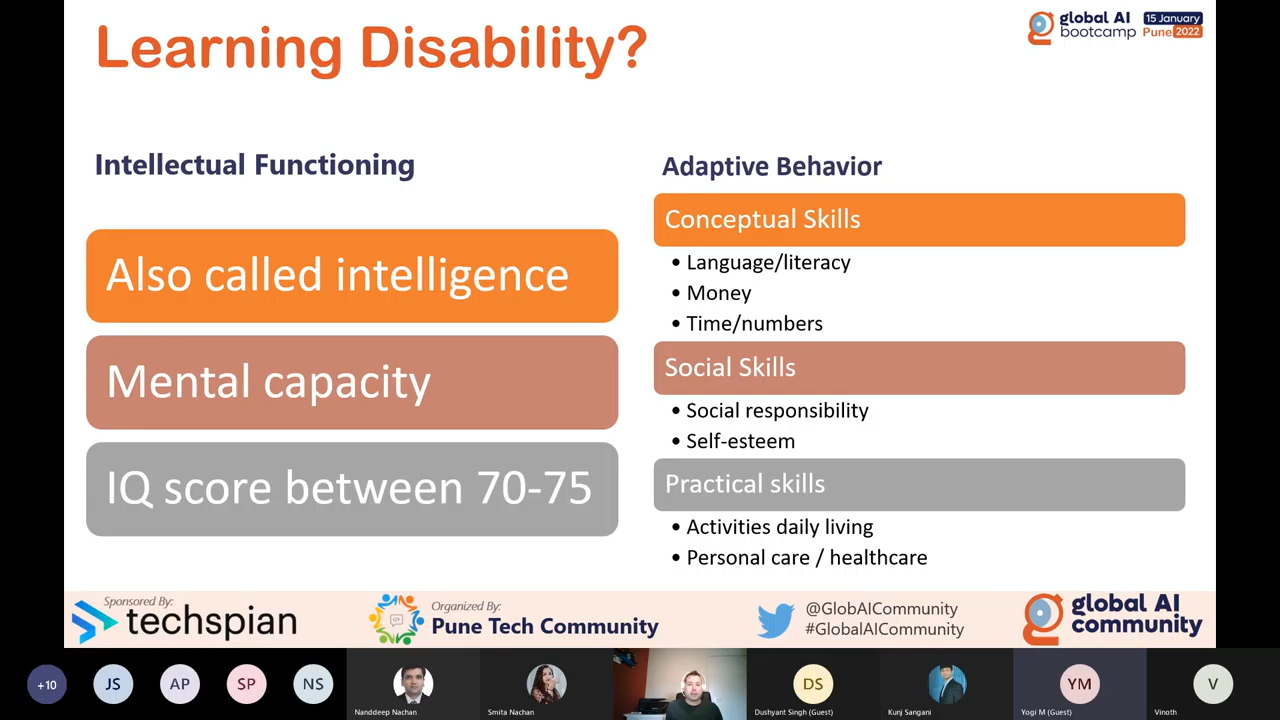 Learning Disability?
global AI
bootcamp
15 January
Pune 2022
Intellectual Functioning
Also called intelligence
Mental capacity
IQ score between 70-75
Adaptive Behavior
Conceptual Skills
• Language/literacy
• Money
• Time/numbers
Social Skills
• Social responsibility
• Self-esteem
Practical skills
• Activities daily living
• Personal care / healthcare
Sponsored By:
techspian
Organized By:
Pune Tech Community
@GlobAICommunity
#GlobalAICommunity
global AI
community
+10
JS
AP
SP
NS
Nanddeep Nachan
Smita Nachan
DS
Dushyant Singh (Guest)
Kunj Sangani
YM
Yogi M (Guest)
V
Vinoth